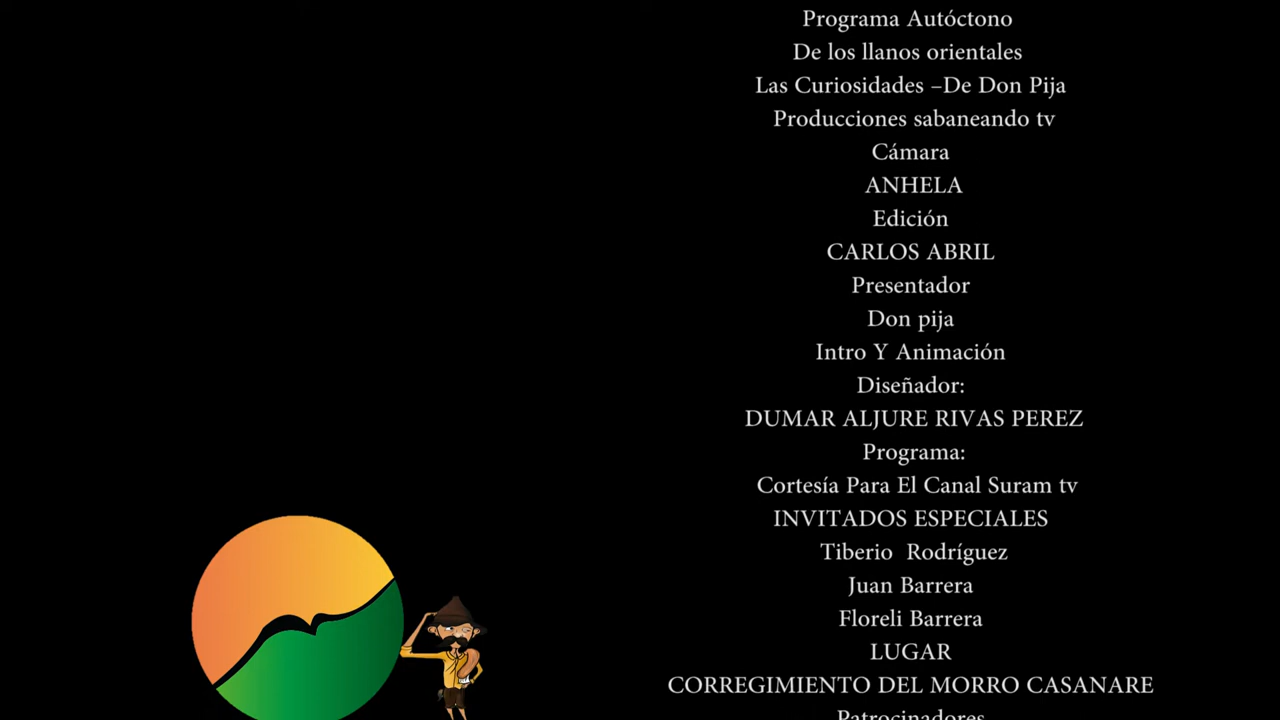 Programa Autóctono
De los llanos orientales
Las Curiosidades –De Don Pija
Producciones sabaneando tv
Cámara
ANHELA
Edición
CARLOS ABRIL
Presentador
Don pija
Intro Y Animación
Diseñador:
DUMAR ALJURE RIVAS PEREZ
Programa:
Cortesía Para El Canal Suram tv
INVITADOS ESPECIALES
Tiberio  Rodríguez
Juan Barrera
Floreli Barrera
LUGAR
CORREGIMIENTO DEL MORRO CASANARE
Patrocinadores